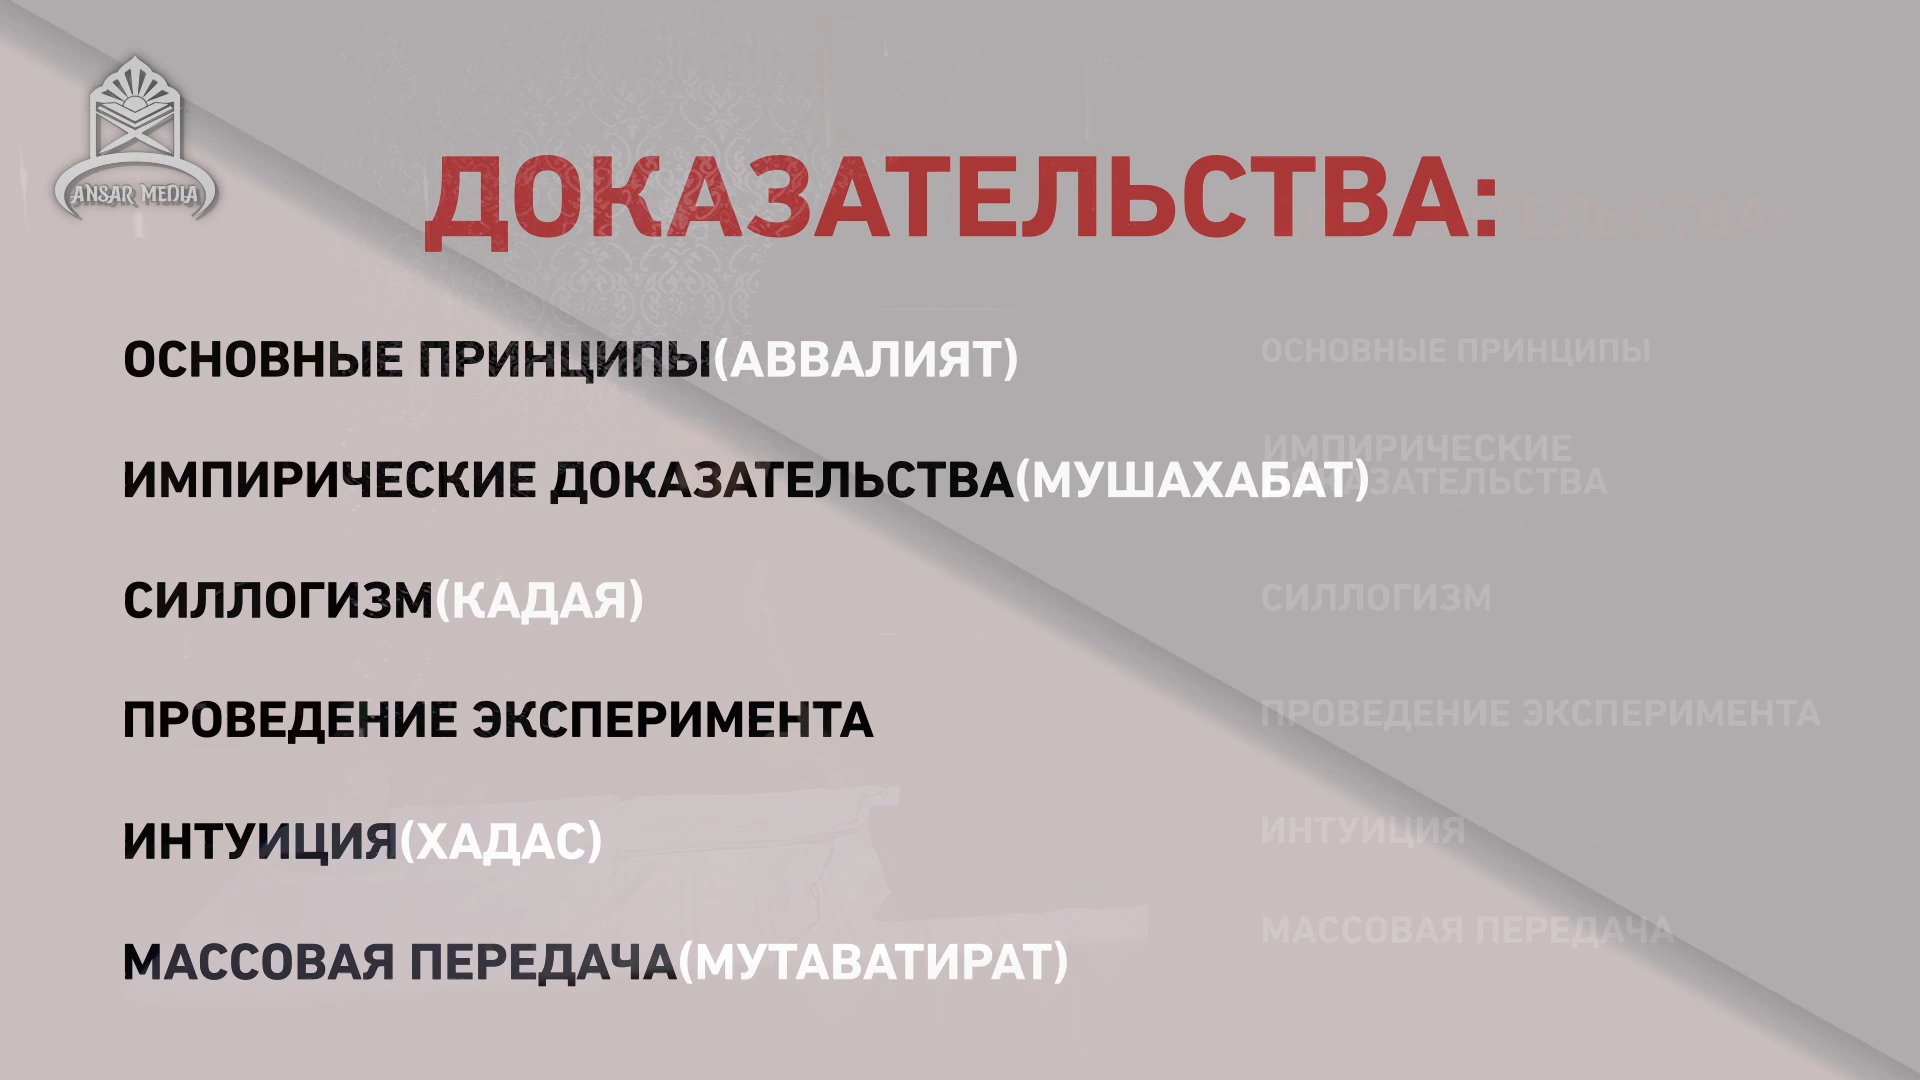 ANSAR MEDIA
ДОКАЗАТЕЛЬСТВА:
ОСНОВНЫЕ ПРИНЦИПЫ(АВВАЛИЯТ)
ИМПИРИЧЕСКИЕ ДОКАЗАТЕЛЬСТВА(МУШАХАБАТ)
СИЛЛОГИЗМ(КАДАЯ)
ПРОВЕДЕНИЕ ЭКСПЕРИМЕНТА
ИНТУИЦИЯ(ХАДАС)
МАССОВАЯ ПЕРЕДАЧА(МУТАВАТИРАТ)
ОСНОВНЫЕ ПРИНЦИПЫ
ИМПИРИЧЕСКИЕ
ДОКАЗАТЕЛЬСТВА
СИЛЛОГИЗМ
ПРОВЕДЕНИЕ ЭКСПЕРИМЕНТА
ИНТУИЦИЯ
МАССОВАЯ ПЕРЕДАЧА